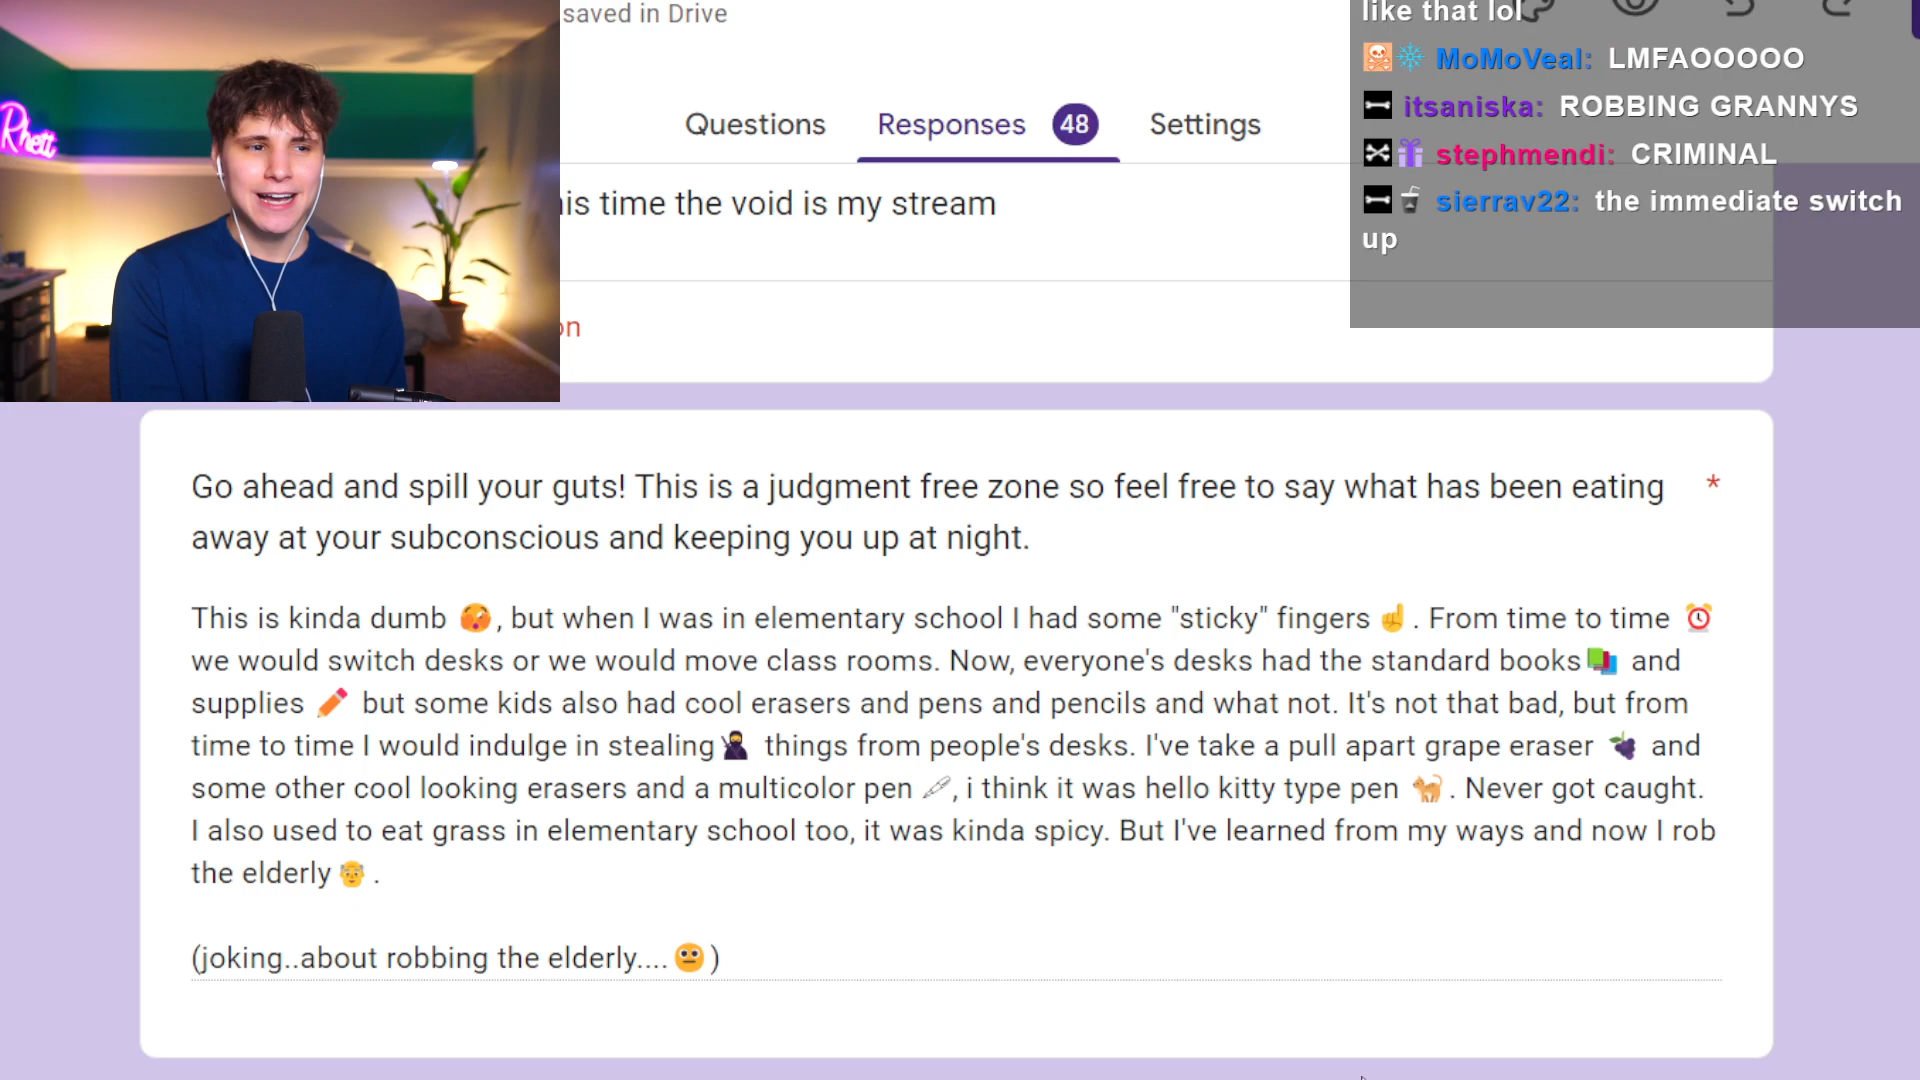 saved in Drive
Rhett
Questions Responses 48 Settings
his time the void is my stream
on
like that lol
MoMoVeal: LMFAOOOOO
itsaniska: ROBBING GRANNYS
stephmendi: CRIMINAL
sierrav22: the immediate switch
up
Go ahead and spill your guts! This is a judgment free zone so feel free to say what has been eating *
away at your subconscious and keeping you up at night.
This is kinda dumb 🥱, but when I was in elementary school I had some "sticky" fingers ☝️. From time to time ⏰
we would switch desks or we would move class rooms. Now, everyone's desks had the standard books📚 and
supplies ✏️ but some kids also had cool erasers and pens and pencils and what not. It's not that bad, but from
time to time I would indulge in stealing🥷 things from people's desks. I've take a pull apart grape eraser 🍇 and
some other cool looking erasers and a multicolor pen 🖊, i think it was hello kitty type pen 🐈. Never got caught.
I also used to eat grass in elementary school too, it was kinda spicy. But I've learned from my ways and now I rob
the elderly👴.
(joking..about robbing the elderly....😐)